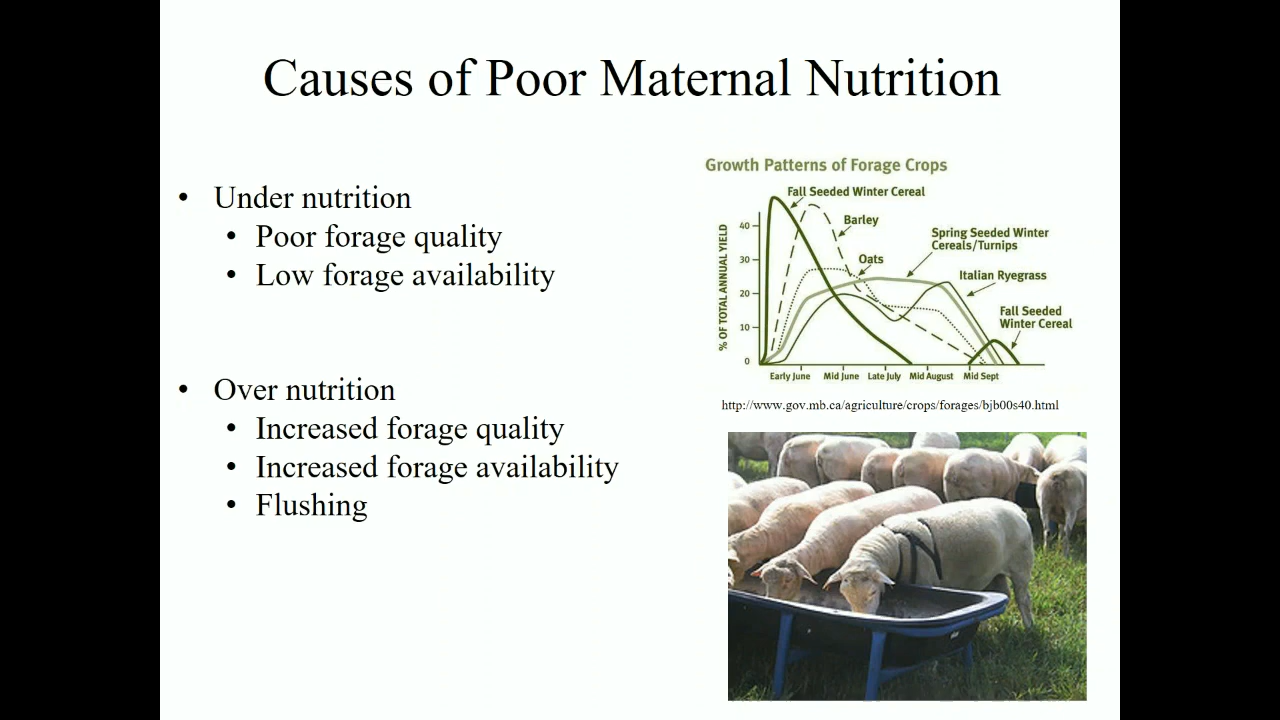 Causes of Poor Maternal Nutrition
• Under nutrition
• Poor forage quality
• Low forage availability
• Over nutrition
• Increased forage quality
• Increased forage availability
• Flushing
Growth Patterns of Forage Crops
Fall Seeded Winter Cereal
Barley
Oats
Spring Seeded Winter
Cereals/Turnips
Italian Ryegrass
Fall Seeded
Winter Cereal
% OF TOTAL ANNUAL YIELD
40
30
20
10
0
Early June Mid June Late July Mid August Mid Sept
http://www.gov.mb.ca/agriculture/crops/forages/bjb00s40.html